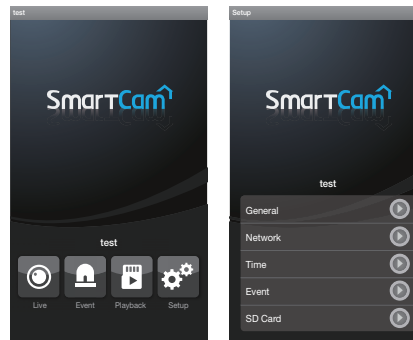 test
SmartCam
test
Live Event Playback Setup
Setup
SmartCam
test
General
Network
Time
Event
SD Card